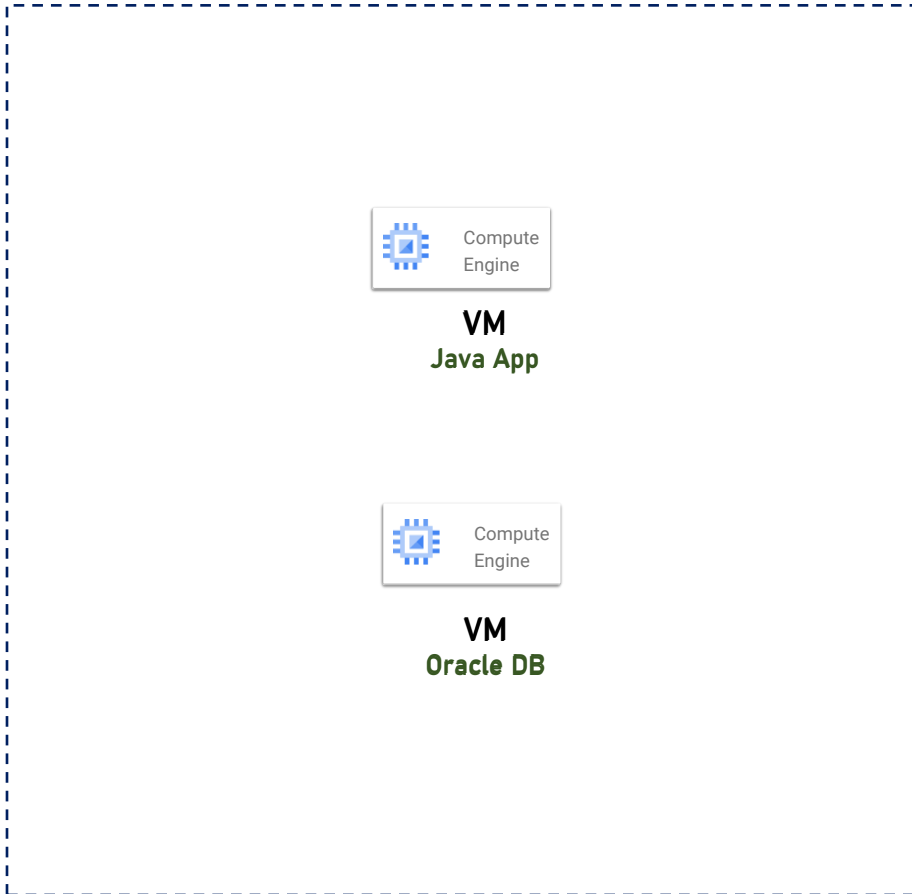 Compute
Engine
VM
Java App
Compute
Engine
VM
Oracle DB